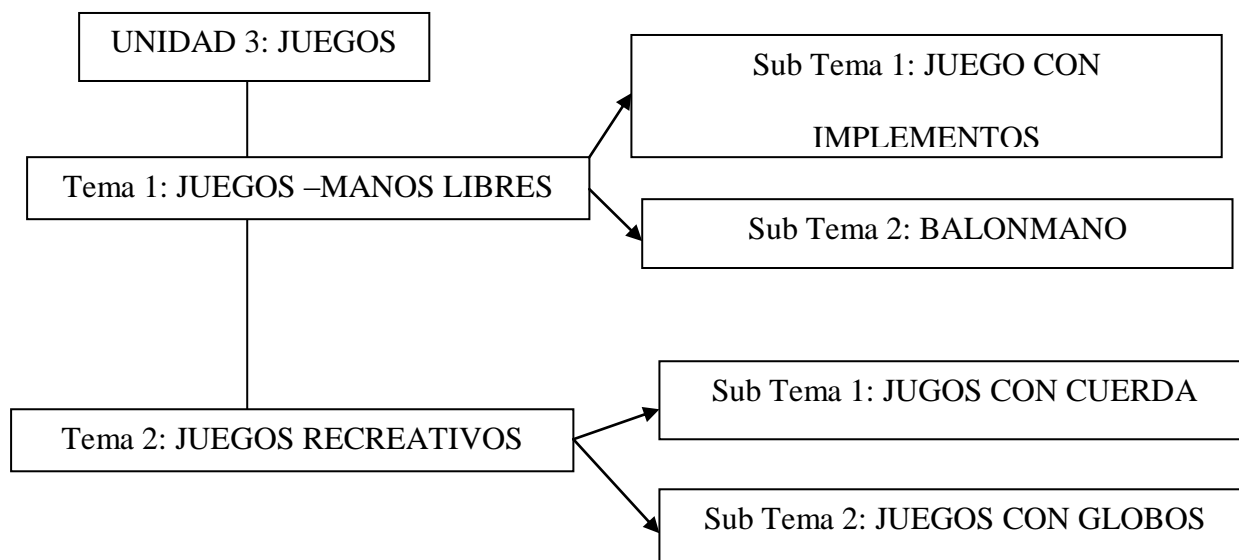 UNIDAD 3: JUEGOS
Sub Tema 1: JUEGO CON
IMPLEMENTOS
Tema 1: JUEGOS –MANOS LIBRES
Sub Tema 2: BALONMANO
Sub Tema 1: JUGOS CON CUERDA
Tema 2: JUEGOS RECREATIVOS
Sub Tema 2: JUEGOS CON GLOBOS